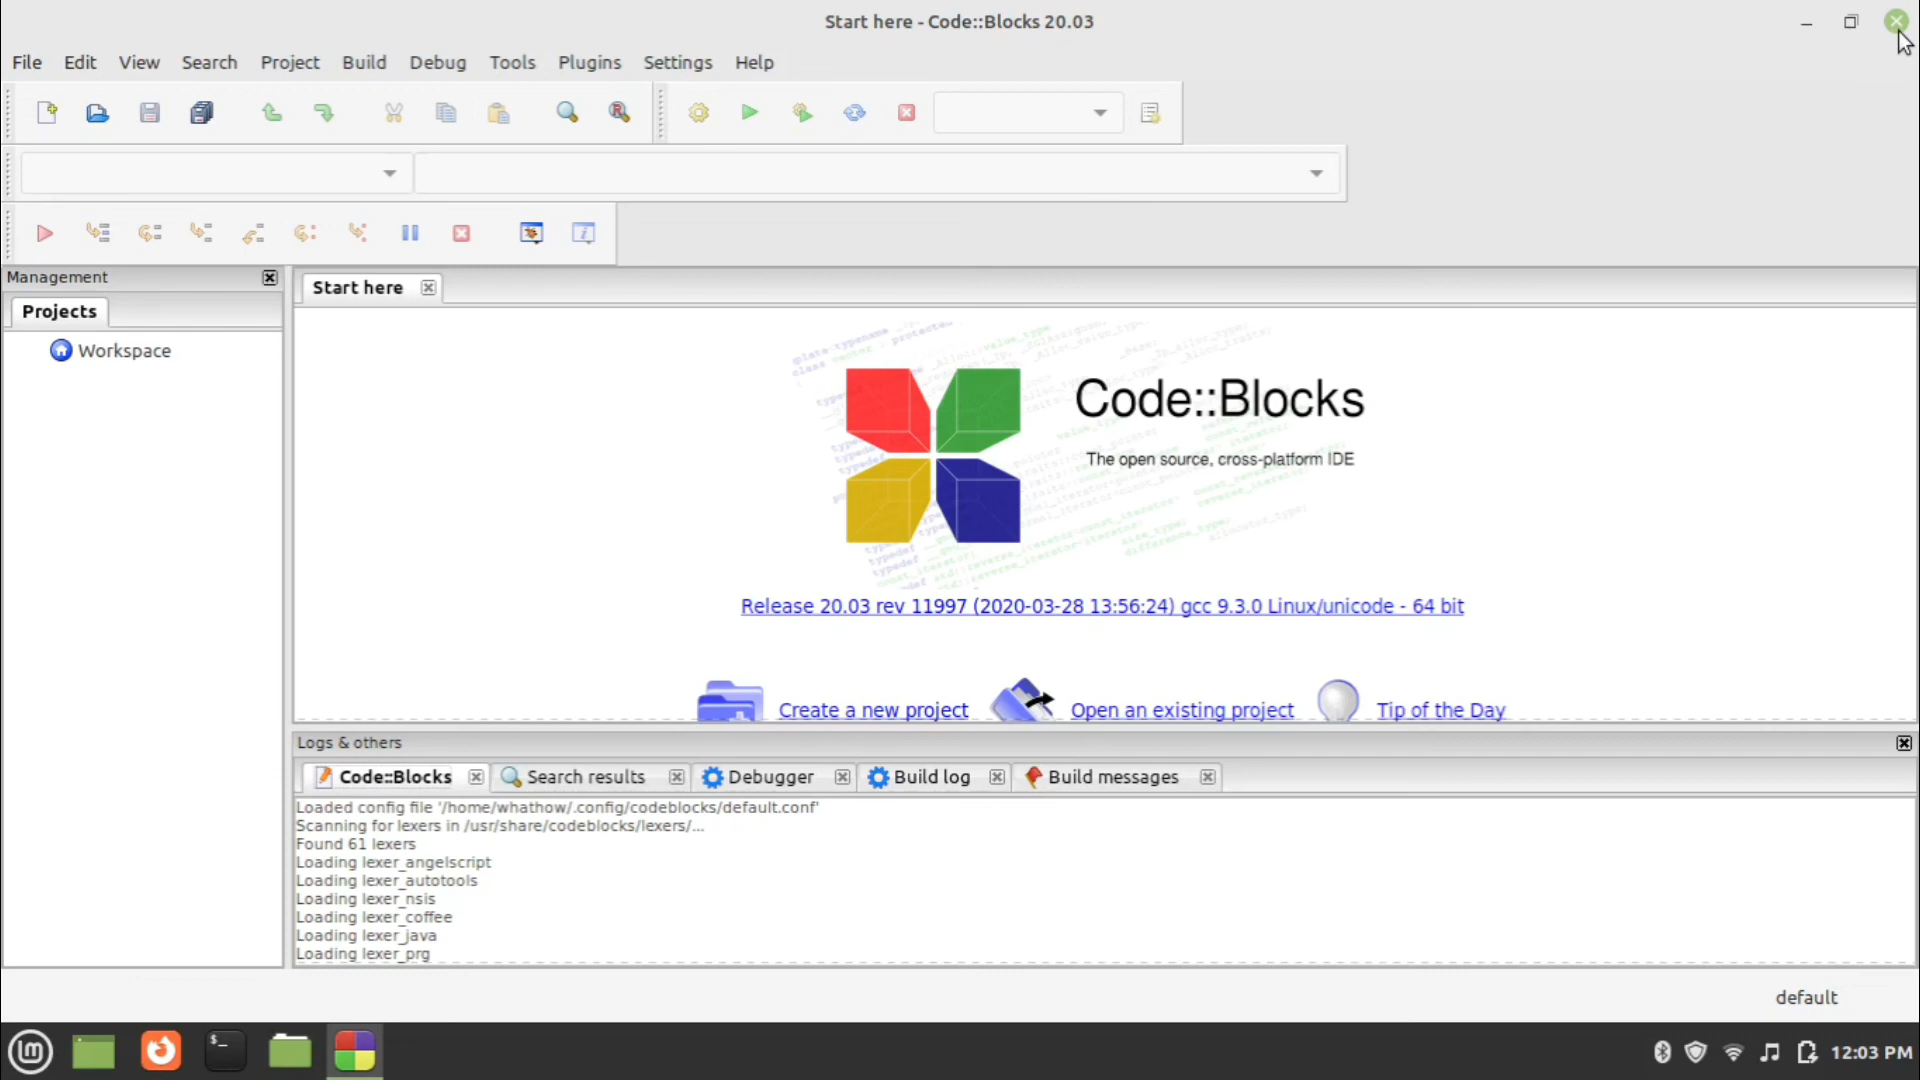 Start here - Code::Blocks 20.03
File Edit View Search Project Build Debug Tools Plugins Settings Help
Management
Projects
Workspace
Start here
Code::Blocks
The open source, cross-platform IDE
Release 20.03 rev 11997 (2020-03-28 13:56:24) gcc 9.3.0 Linux/unicode - 64 bit
Create a new project Open an existing project Tip of the Day
Logs & others
Code::Blocks Search results Debugger Build log Build messages
Loaded config file '/home/whathow/.config/codeblocks/default.conf'
Scanning for lexers in /usr/share/codeblocks/lexers/...
Found 61 lexers
Loading lexer_angelscript
Loading lexer_autotools
Loading lexer_nsis
Loading lexer_coffee
Loading lexer_java
Loading lexer_prg
default
12:03 PM